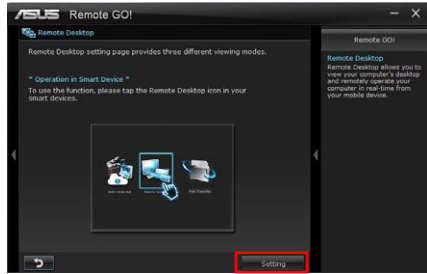 ASUS Remote GO!
Remote Desktop
Remote Desktop setting page provides three different viewing modes.
* Operation in Smart Device *
To use the function, please tap the Remote Desktop icon in your
smart devices.
File Transfer
Setting
Remote GO!
Remote Desktop
Remote Desktop allows you to
view your computer's desktop
and remotely operate your
computer in real-time from
your mobile device.